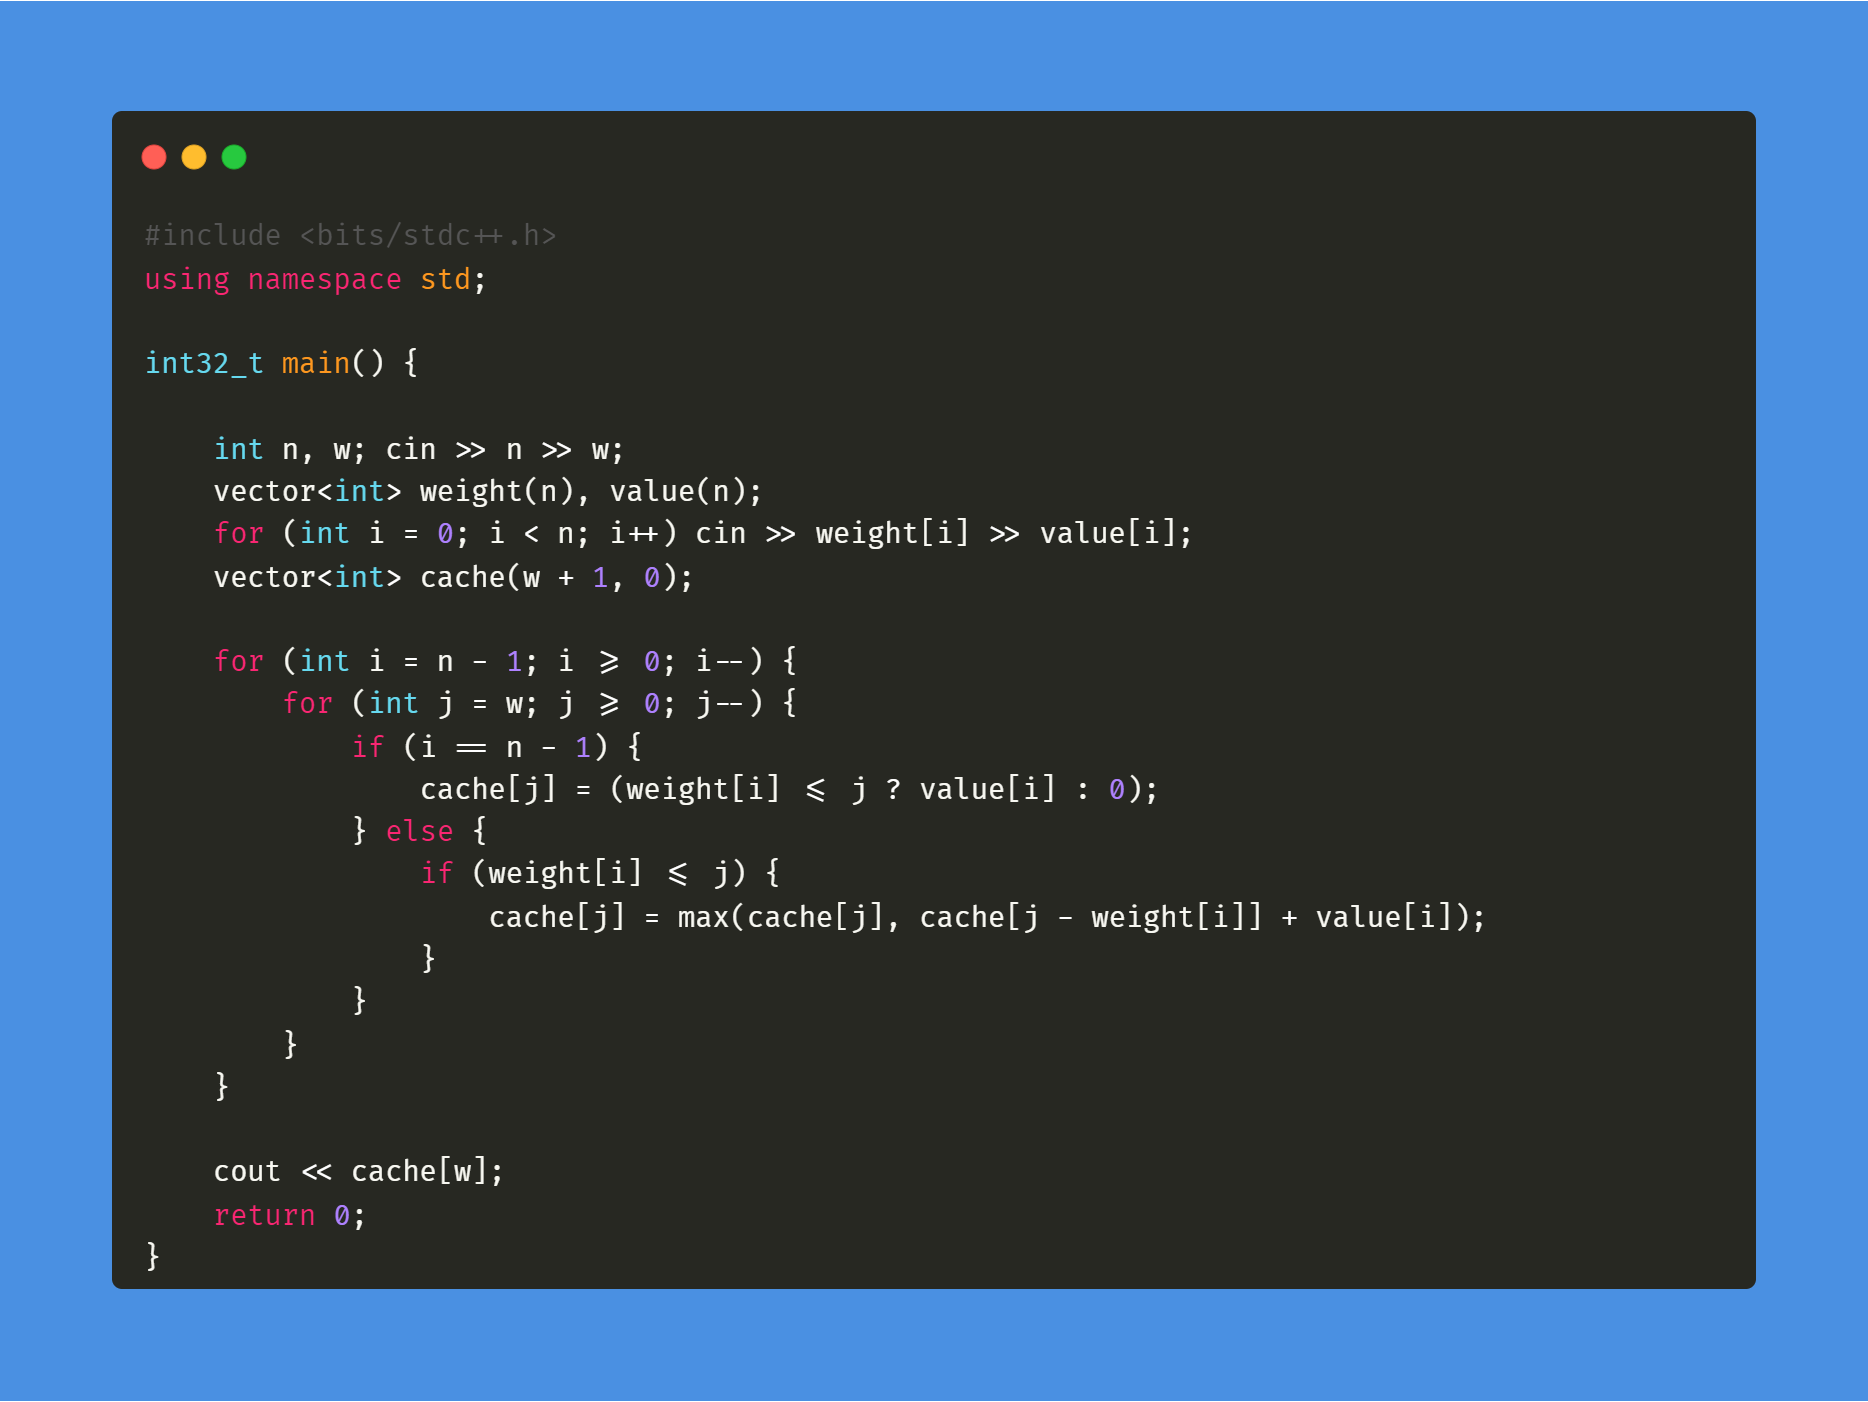 #include <bits/stdc++.h>
using namespace std;
int32_t main() {
int n, w; cin >> n >> w;
vector<int> weight(n), value(n);
for (int i = 0; i < n; i++) cin >> weight[i] >> value[i];
vector<int> cache(w + 1, 0);
for (int i = n - 1; i >= 0; i--) {
for (int j = w; j >= 0; j--) {
if (i == n - 1) {
cache[j] = (weight[i] <= j ? value[i] : 0);
} else {
if (weight[i] <= j) {
cache[j] = max(cache[j], cache[j - weight[i]] + value[i]);
}
}
}
}
cout << cache[w];
return 0;
}